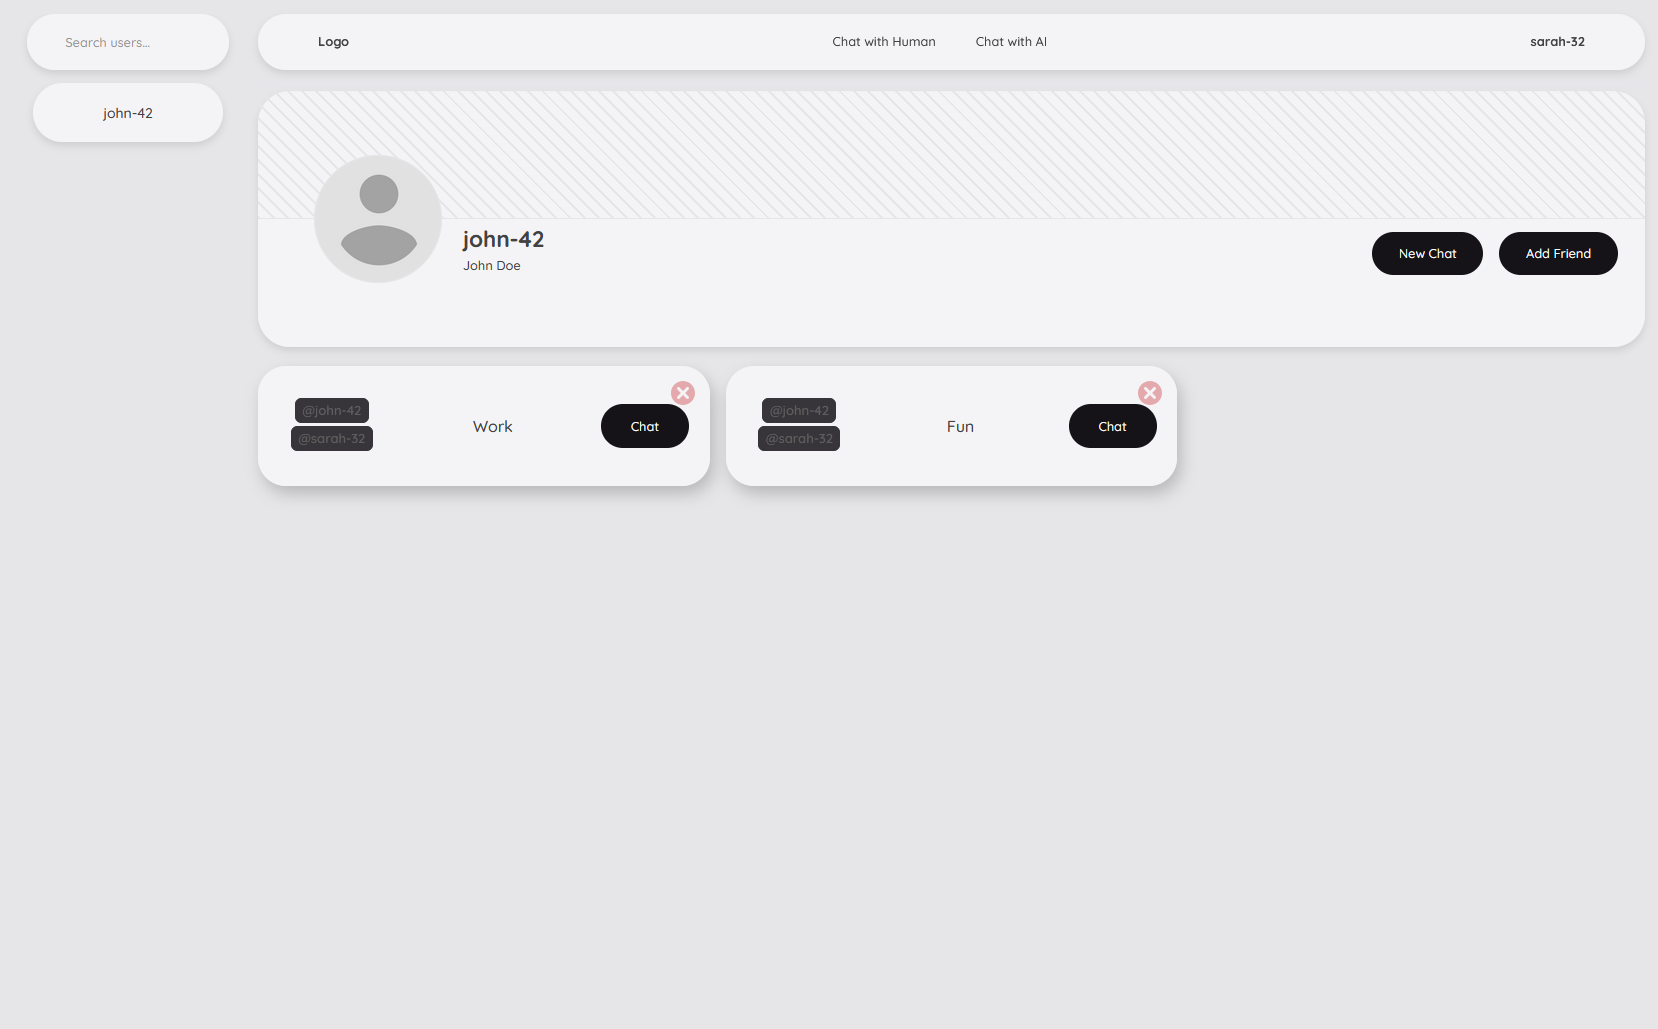 Search users...
john-42
Logo
Chat with Human
Chat with AI
sarah-32
john-42
John Doe
New Chat
Add Friend
@john-42
@sarah-32
Work
Chat
@john-42
@sarah-32
Fun
Chat